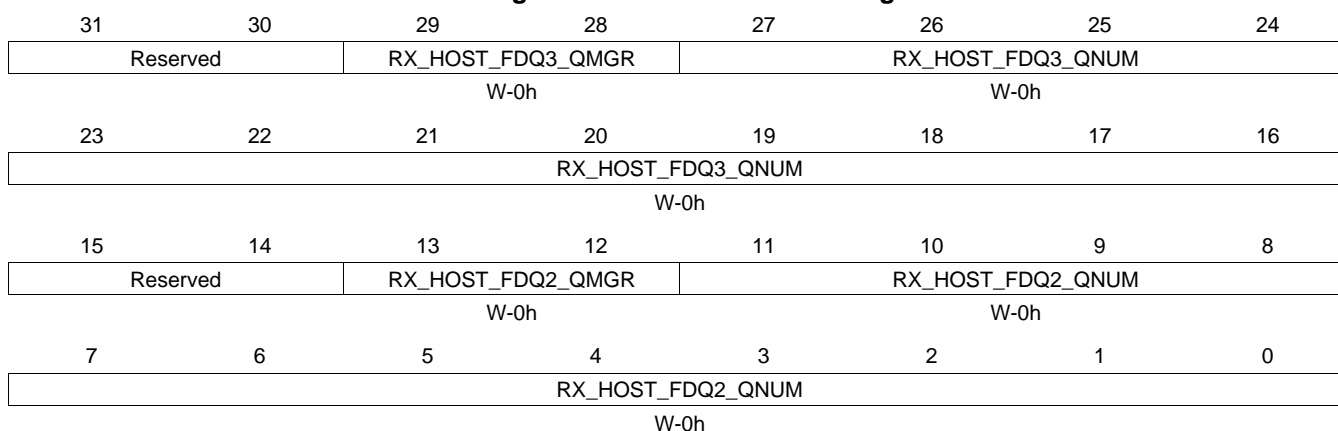 31 30 29 28 27 26 25 24
Reserved RX_HOST_FDQ3_QMGR RX_HOST_FDQ3_QNUM
W-0h W-0h
23 22 21 20 19 18 17 16
RX_HOST_FDQ3_QNUM
W-0h
15 14 13 12 11 10 9 8
Reserved RX_HOST_FDQ2_QMGR RX_HOST_FDQ2_QNUM
W-0h W-0h
7 6 5 4 3 2 1 0
RX_HOST_FDQ2_QNUM
W-0h